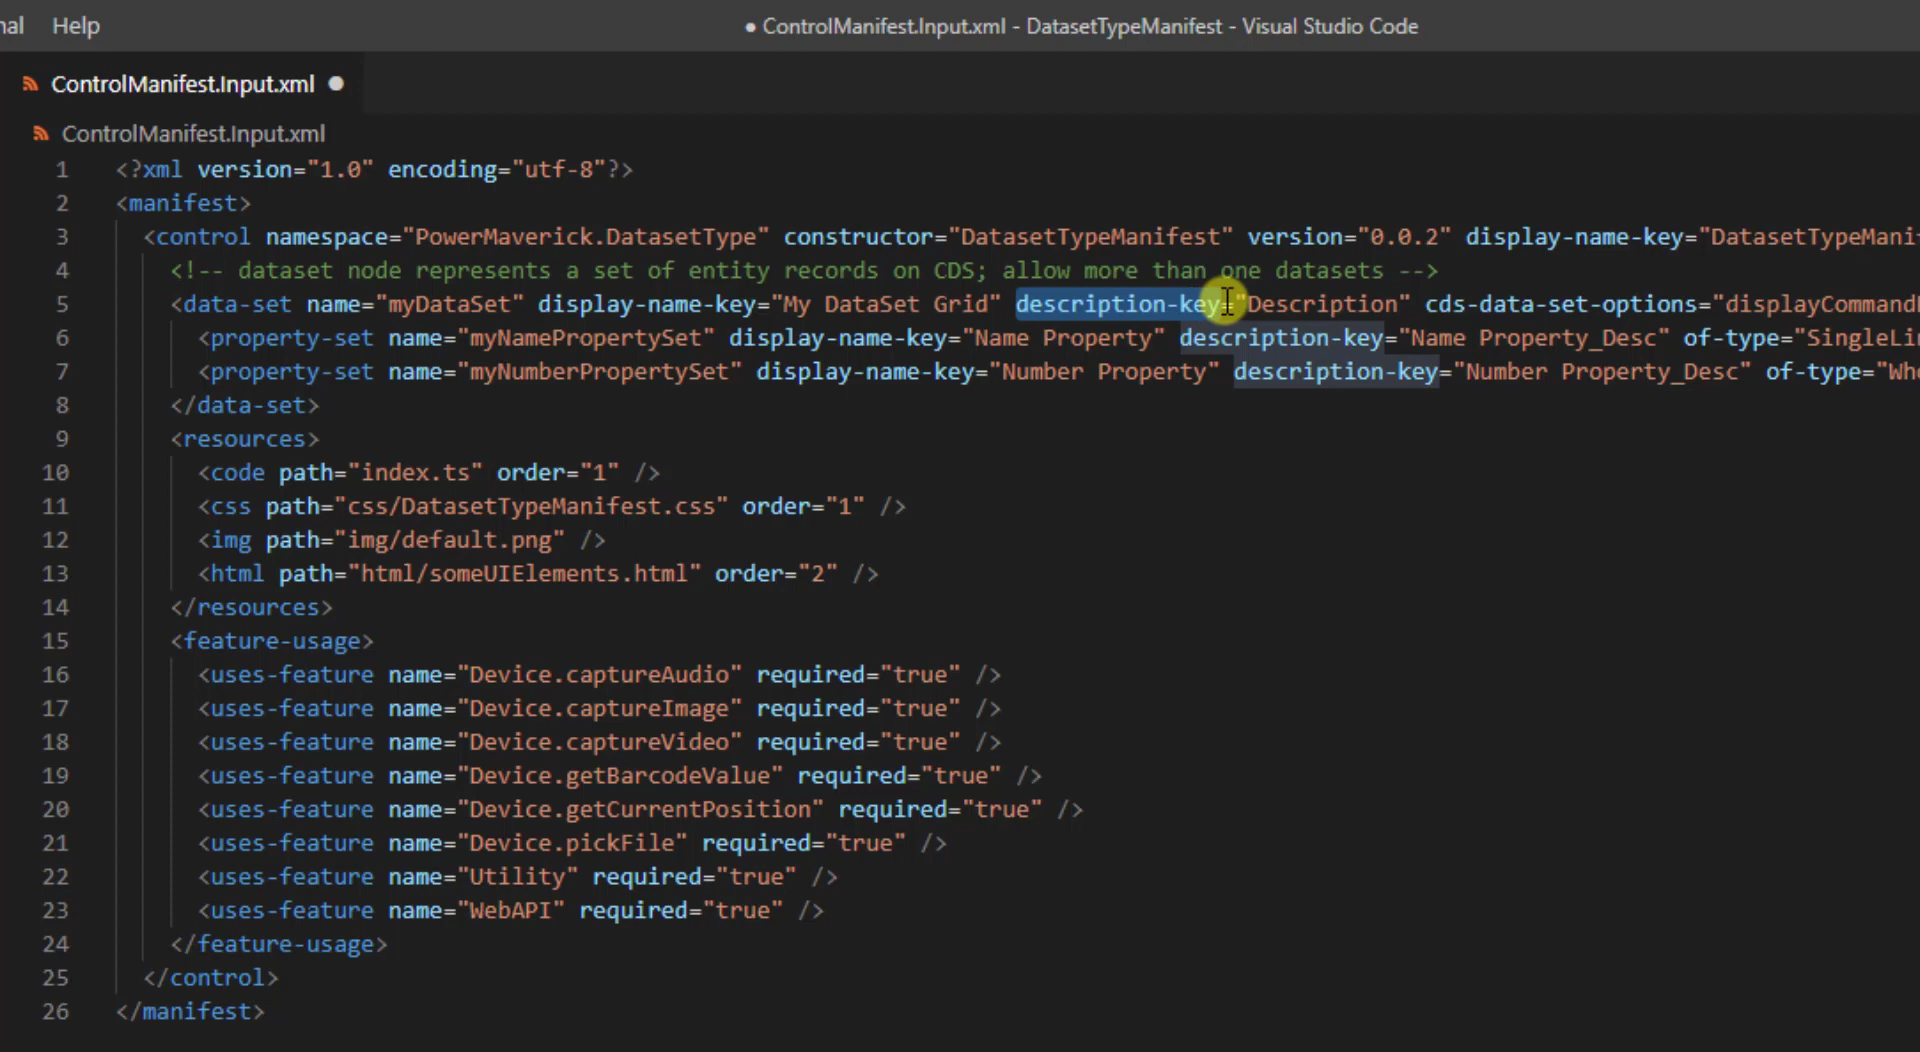 Help
● ControlManifest.Input.xml - DatasetTypeManifest - Visual Studio Code
ControlManifest.Input.xml ●
ControlManifest.Input.xml
1 <?xml version="1.0" encoding="utf-8"?>
2 <manifest>
3 <control namespace="PowerMaverick.DatasetType" constructor="DatasetTypeManifest" version="0.0.2" display-name-key="DatasetTypeMani
4 <!-- dataset node represents a set of entity records on CDS; allow more than one datasets -->
5 <data-set name="myDataSet" display-name-key="My DataSet Grid" description-key="Description" cds-data-set-options="displayCommand
6 <property-set name="myNamePropertySet" display-name-key="Name Property" description-key="Name Property_Desc" of-type="SingleLi
7 <property-set name="myNumberPropertySet" display-name-key="Number Property" description-key="Number Property_Desc" of-type="Who
8 </data-set>
9 <resources>
10 <code path="index.ts" order="1" />
11 <css path="css/DatasetTypeManifest.css" order="1" />
12 <img path="img/default.png" />
13 <html path="html/someUIElements.html" order="2" />
14 </resources>
15 <feature-usage>
16 <uses-feature name="Device.captureAudio" required="true" />
17 <uses-feature name="Device.captureImage" required="true" />
18 <uses-feature name="Device.captureVideo" required="true" />
19 <uses-feature name="Device.getBarcodeValue" required="true" />
20 <uses-feature name="Device.getCurrentPosition" required="true" />
21 <uses-feature name="Device.pickFile" required="true" />
22 <uses-feature name="Utility" required="true" />
23 <uses-feature name="WebAPI" required="true" />
24 </feature-usage>
25 </control>
26 </manifest>